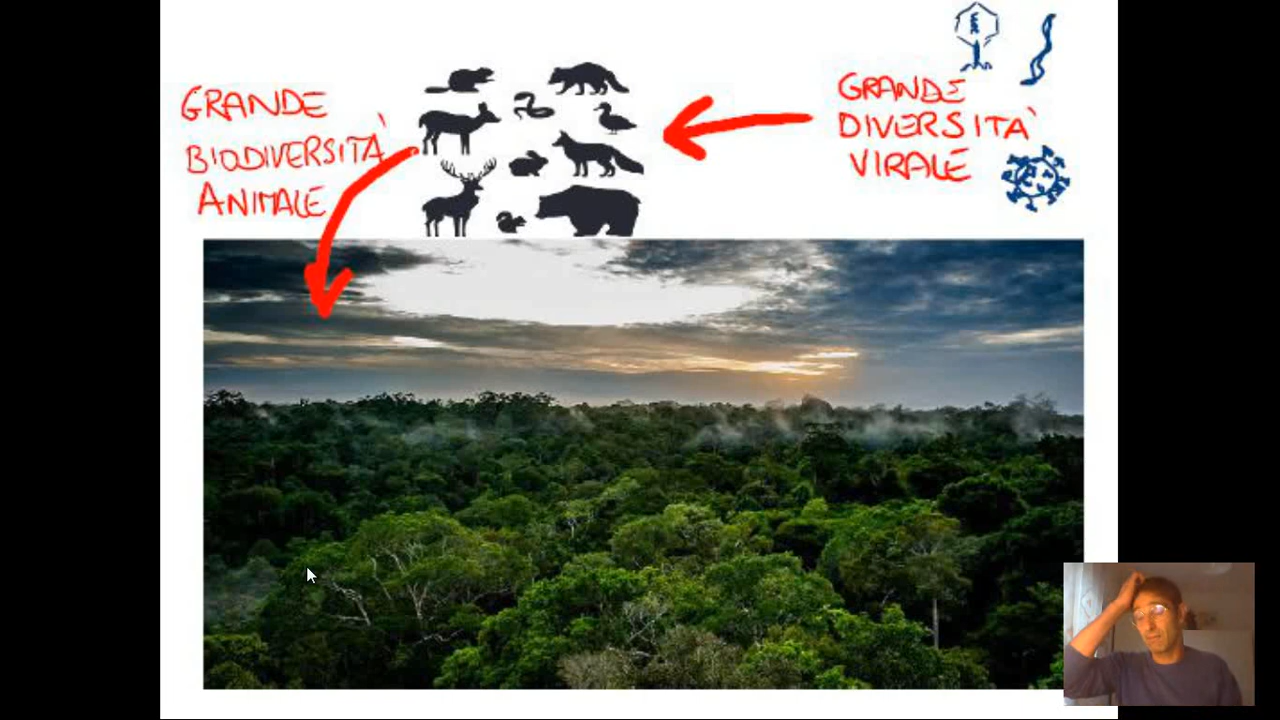 GRANDE
BIODIVERSITÀ
ANIMALE
GRANDE
DIVERSITÀ
VIRALE